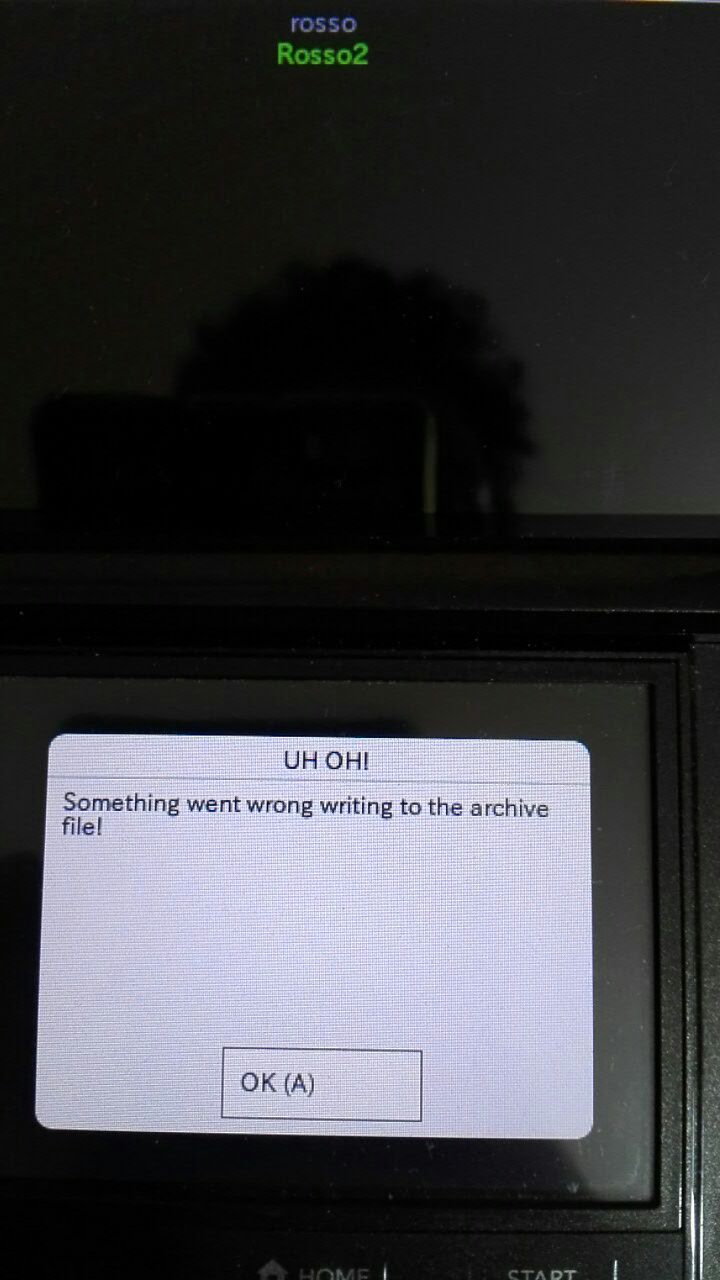 rosso
Rosso2
UH OH!
Something went wrong writing to the archive
file!
OK (A)
HOME
START